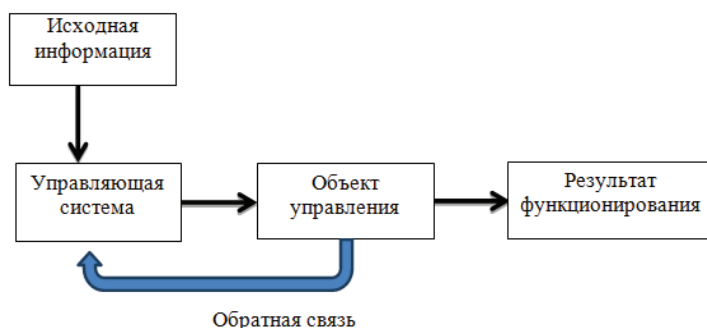 Исходная
информация
Управляющая
система
Объект
управления
Результат
функционирования
Обратная связь